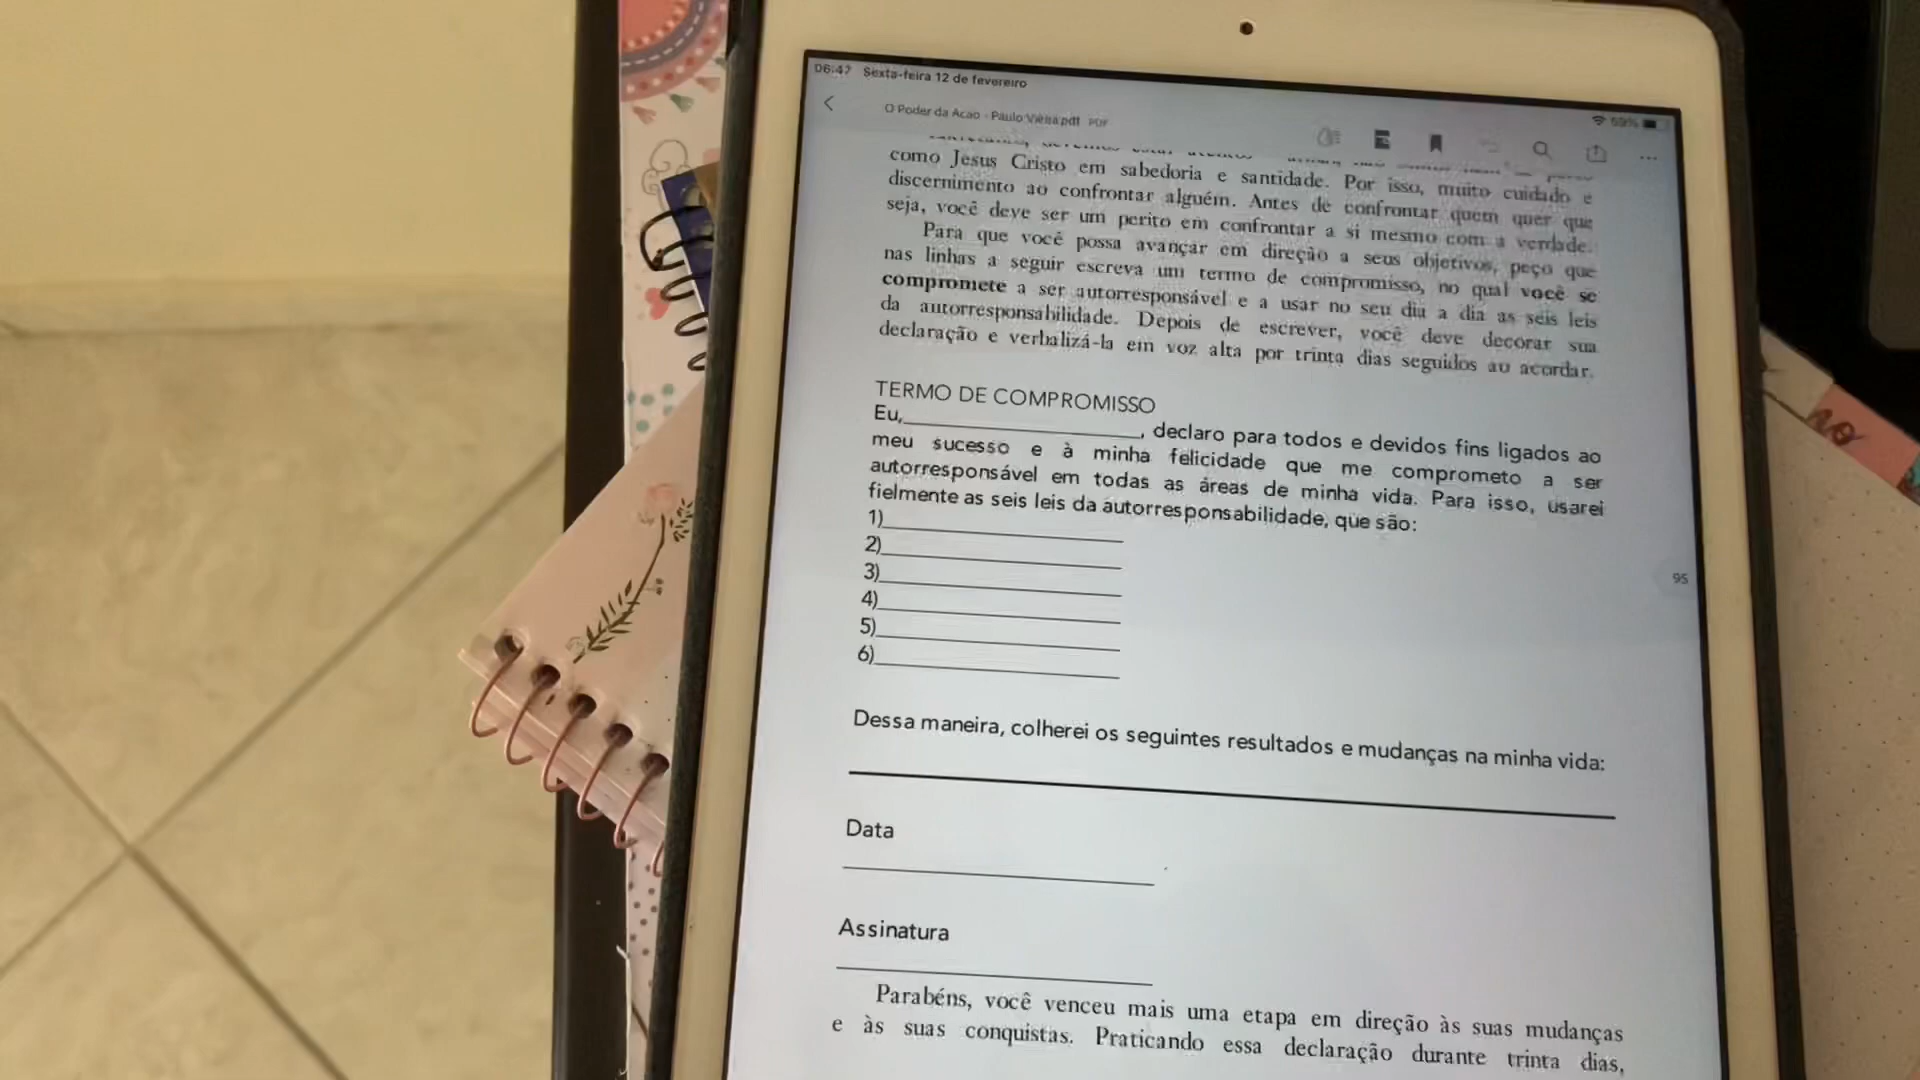 06:47 Sexta-feira 12 de fevereiro
59%
O Poder da Acao - Paulo Vieira.pdf PDF
como Jesus Cristo em sabedoria e santidade. Por isso, muito cuidado e
discernimento ao confrontar alguém. Antes de confrontar quem quer que
seja, você deve ser um perito em confrontar a si mesmo com a verdade.
Para que você possa avançar em direção a seus objetivos, peço que
nas linhas a seguir escreva um termo de compromisso, no qual você se
compromete a ser autorresponsável e a usar no seu dia a dia as seis leis
da autorresponsabilidade. Depois de escrever, você deve decorar sua
declaração e verbalizá-la em voz alta por trinta dias seguidos ao acordar.
TERMO DE COMPROMISSO
Eu,____________________, declaro para todos e devidos fins ligados ao
meu sucesso e à minha felicidade que me comprometo a ser
autorresponsável em todas as áreas de minha vida. Para isso, usarei
fielmente as seis leis da autorresponsabilidade, que são:
1)____________________
2)____________________
3)____________________
4)____________________
5)____________________
6)____________________
95
Dessa maneira, colherei os seguintes resultados e mudanças na minha vida:
Data
Assinatura
Parabéns, você venceu mais uma etapa em direção às suas mudanças
e às suas conquistas. Praticando essa declaração durante trinta dias,